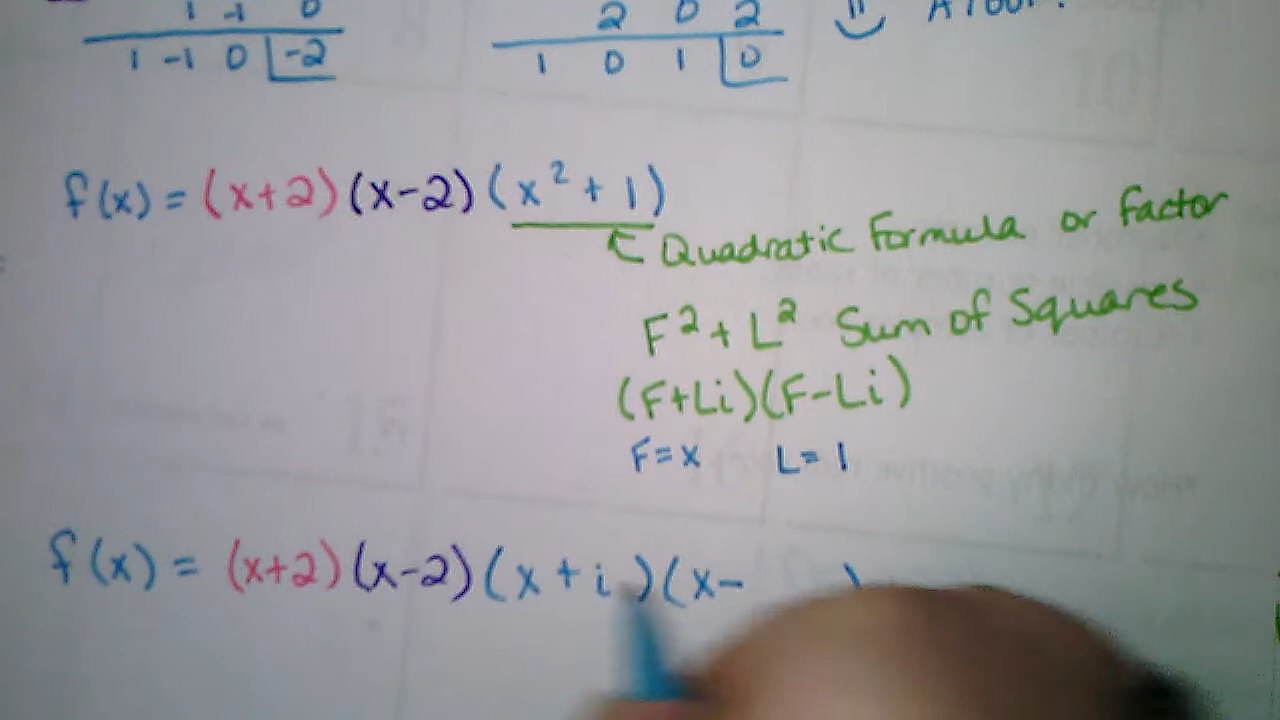 1 -1 0
2 0 2
A root!
1 -1 0 -2
1 0 1 0
f(x) = (x+2)(x-2)(x² + 1)
Quadratic Formula or factor
F² + L² Sum of Squares
(F+Li)(F-Li)
F=x L=1
f(x) = (x+2)(x-2)(x+i)(x- )